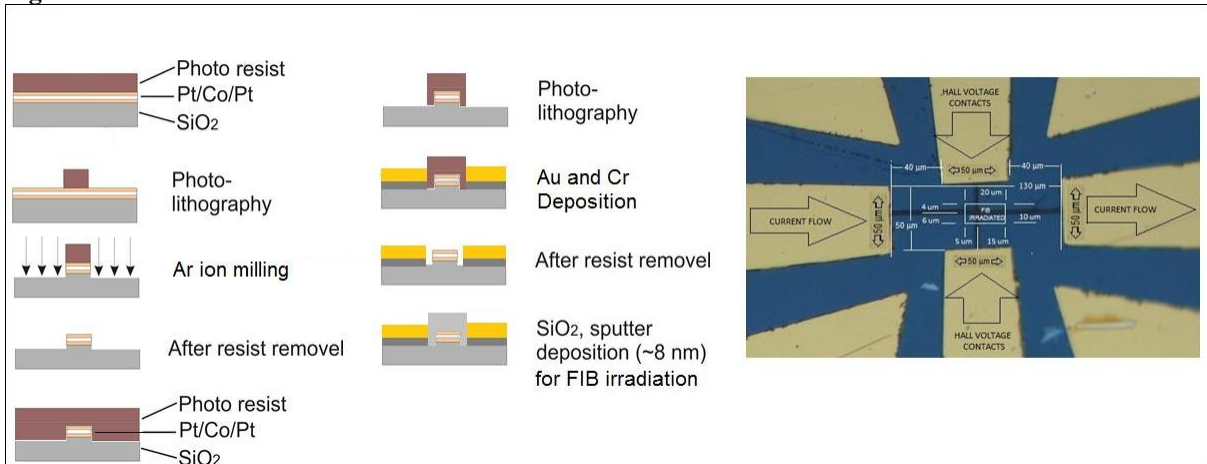 Photo resist
Pt/Co/Pt
SiO2
Photo-
lithography
Ar ion milling
After resist removel
Photo resist
Pt/Co/Pt
SiO2
Photo-
lithography
Au and Cr
Deposition
After resist removel
SiO2, sputter
deposition (~8 nm)
for FIB irradiation
HALL VOLTAGE
CONTACTS
40 µm
50 µm
40 µm
130 µm
20 um
CURRENT FLOW
50 µm
50 µm
4 um
6 um
FIB
IRRADIATED
10 um
5 um
15 um
50 µm
CURRENT FLOW
50 µm
HALL VOLTAGE
CONTACTS